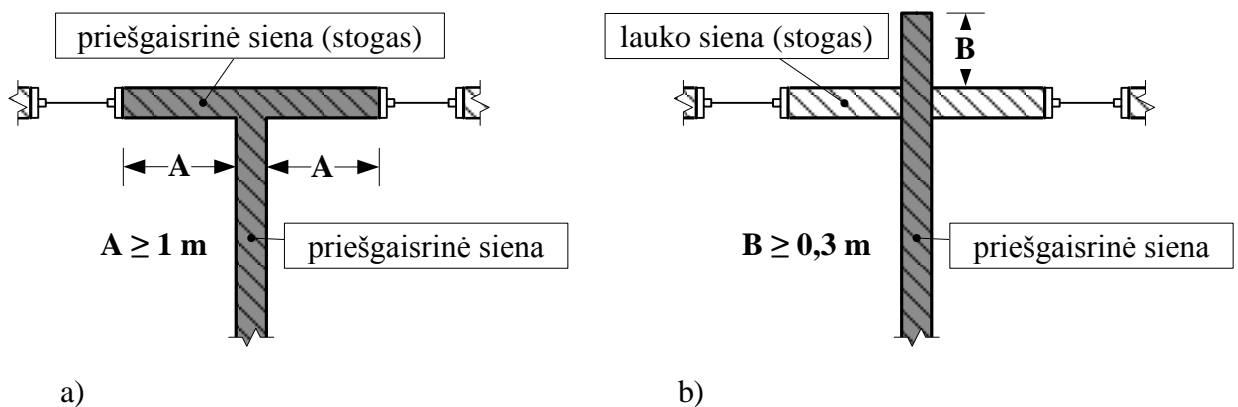 priešgaisrinė siena (stogas)
A
A
A ≥ 1 m
priešgaisrinė siena
a)
lauko siena (stogas)
B
B ≥ 0,3 m
priešgaisrinė siena
b)